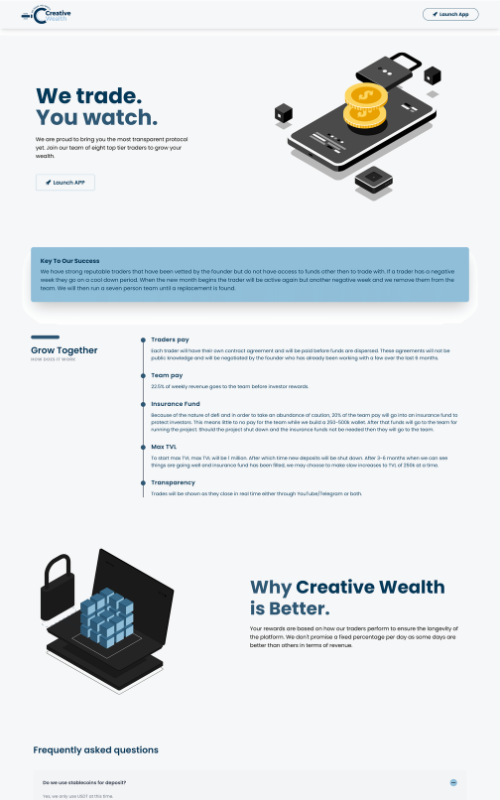 Creative
Wealth
Launch App
We trade.
You watch.
We are proud to bring you the most transparent protocol
yet. Join our team of eight top tier traders to grow your
wealth.
Launch APP
Key To Our Success
We have strong reputable traders that have been vetted by the founder but do not have access to funds other then to trade with. If a trader has a negative
week they go on a cool down period. When the new month begins the trader will be active again but another negative week and we remove them from the
team. We will then run a seven person team until a replacement is found.
Grow Together
HOW DOES IT WORK
Traders pay
Each trader will have their own contract agreement and will be paid before funds are dispersed. These agreements will not be
public knowledge and will be negotiated by the founder who has already been working with a few over the last 6 months.
Team pay
22.5% of weekly revenue goes to the team before investor rewards.
Insurance Fund
Because of the nature of defi and in order to take an abundance of caution, 20% of the team pay will go into an insurance fund to
protect investors. This means little to no pay for the team while we build a 250-500k wallet. After that funds will go to the team for
running the project. Should the project shut down and the insurance funds not be needed then they will go to the team.
Max TVL
To start max TVL max TVL will be 1 million. After which time new deposits will be shut down. After 3-6 months when we can see
things are going well and insurance fund has been filled, we may choose to make slow increases to TVL of 250k at a time.
Transparency
Trades will be shown as they close in real time either through YouTube/Telegram or both.
Why Creative Wealth
is Better.
Your rewards are based on how our traders perform to ensure the longevity of
the platform. We don't promise a fixed percentage per day as some days are
better than others in terms of revenue.
Frequently asked questions
Do we use stablecoins for deposit?
Yes, we only use USDT at this time.